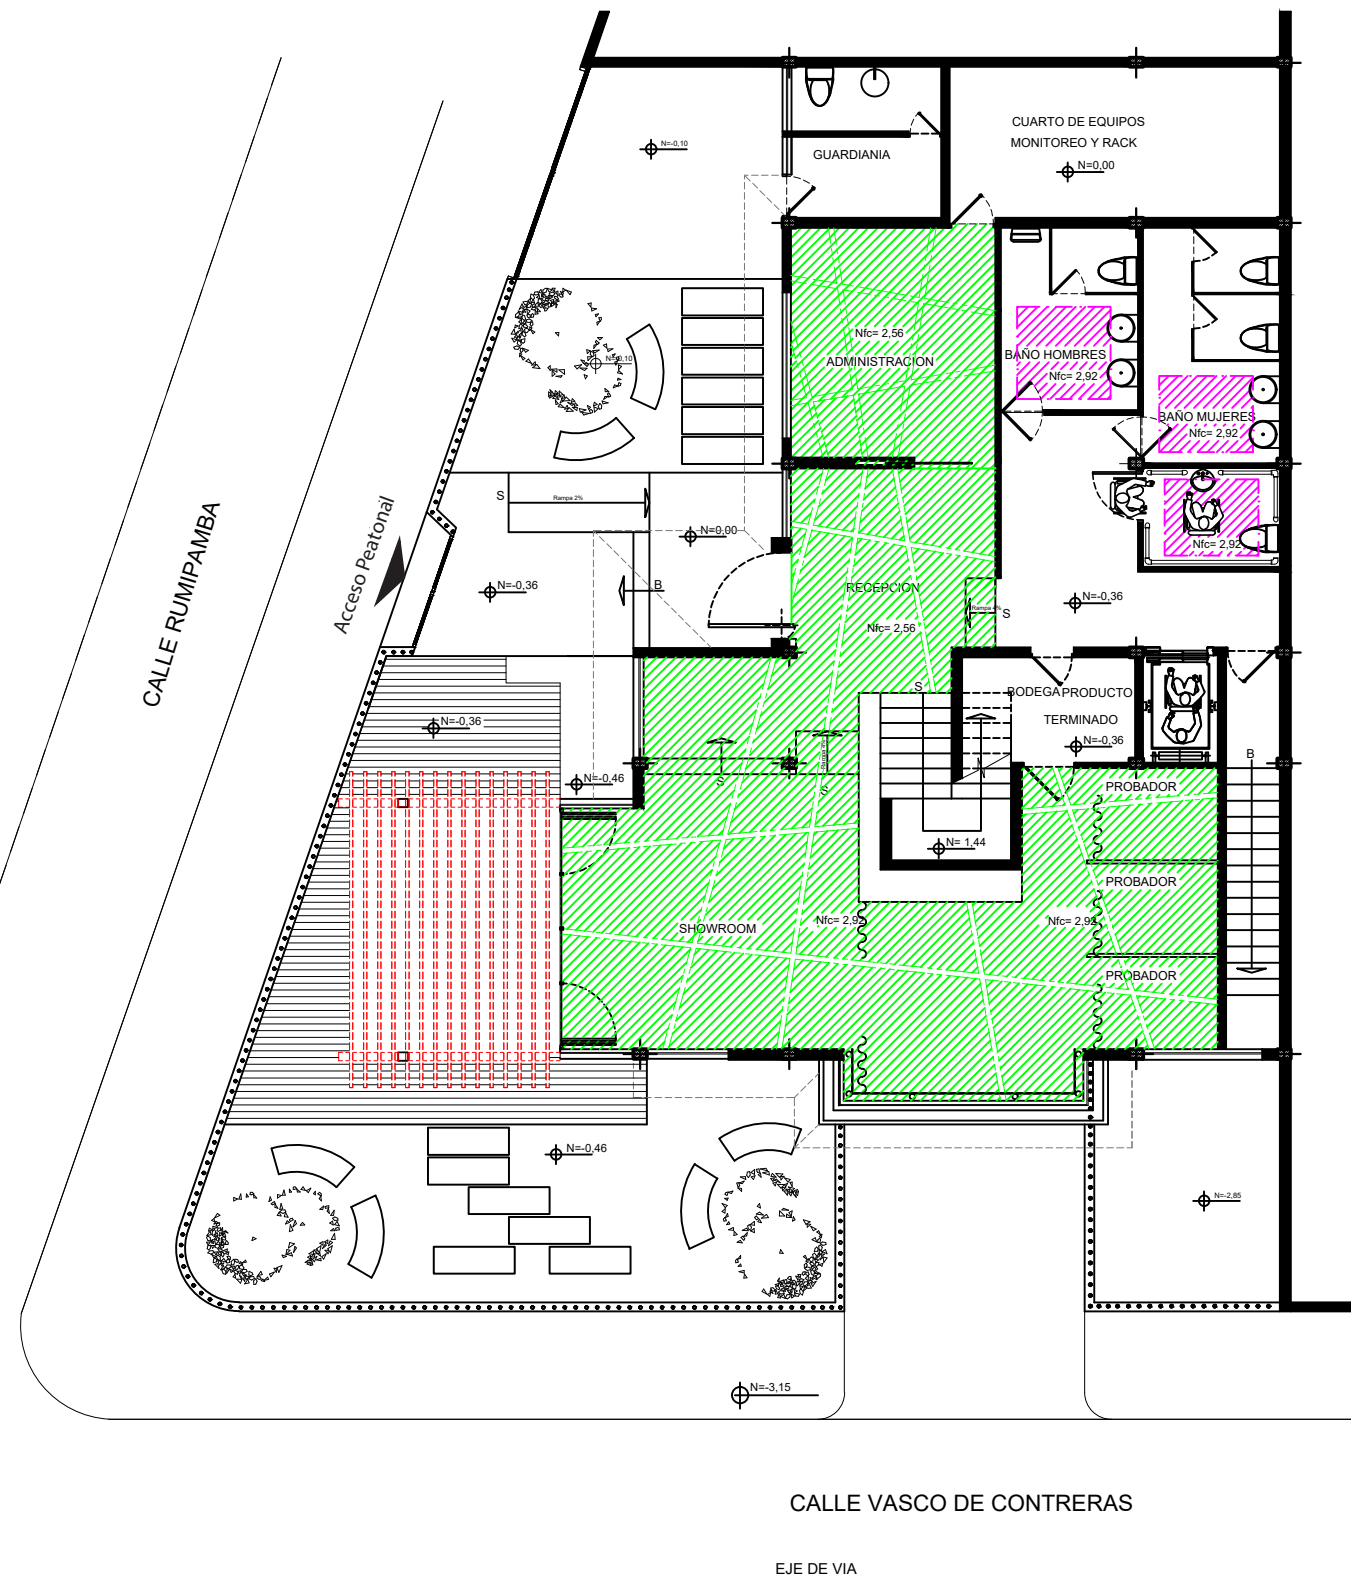 CUARTO DE EQUIPOS
MONITOREO Y RACK
N=0,00
N=-0,10
GUARDIANIA
Nfc= 2,56
ADMINISTRACION
N=-0,10
BAÑO HOMBRES
Nfc= 2,92
BAÑO MUJERES
Nfc= 2,92
S
Rampa 2%
N=0,00
Nfc= 2,92
CALLE RUMIPAMBA
Acceso Peatonal
N=-0,36
B
RECEPCION
Nfc= 2,56
Rampa 4%
S
N=-0,36
S
BODEGA PRODUCTO
TERMINADO
N=-0,36
N=-0,36
N=-0,46
S
S
B
PROBADOR
N= 1,44
PROBADOR
SHOWROOM
Nfc= 2,92
Nfc= 2,92
PROBADOR
N=-0,46
N=-2,85
N=-3,15
CALLE VASCO DE CONTRERAS
EJE DE VIA